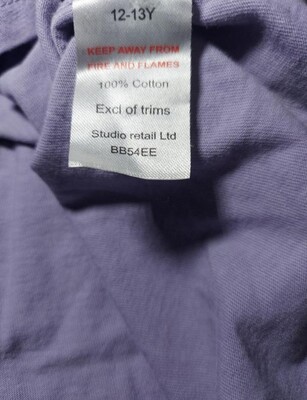 12-13Y
KEEP AWAY FROM
FIRE AND FLAMES
100% Cotton
Excl of trims
Studio retail Ltd
BB54EE